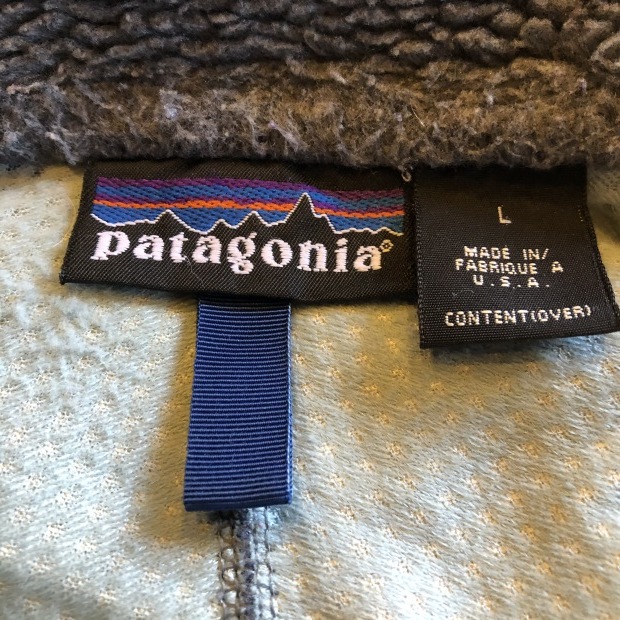 patagonia®
L
MADE IN/
FABRIQUE A
U.S.A.
CONTENT(OVER)